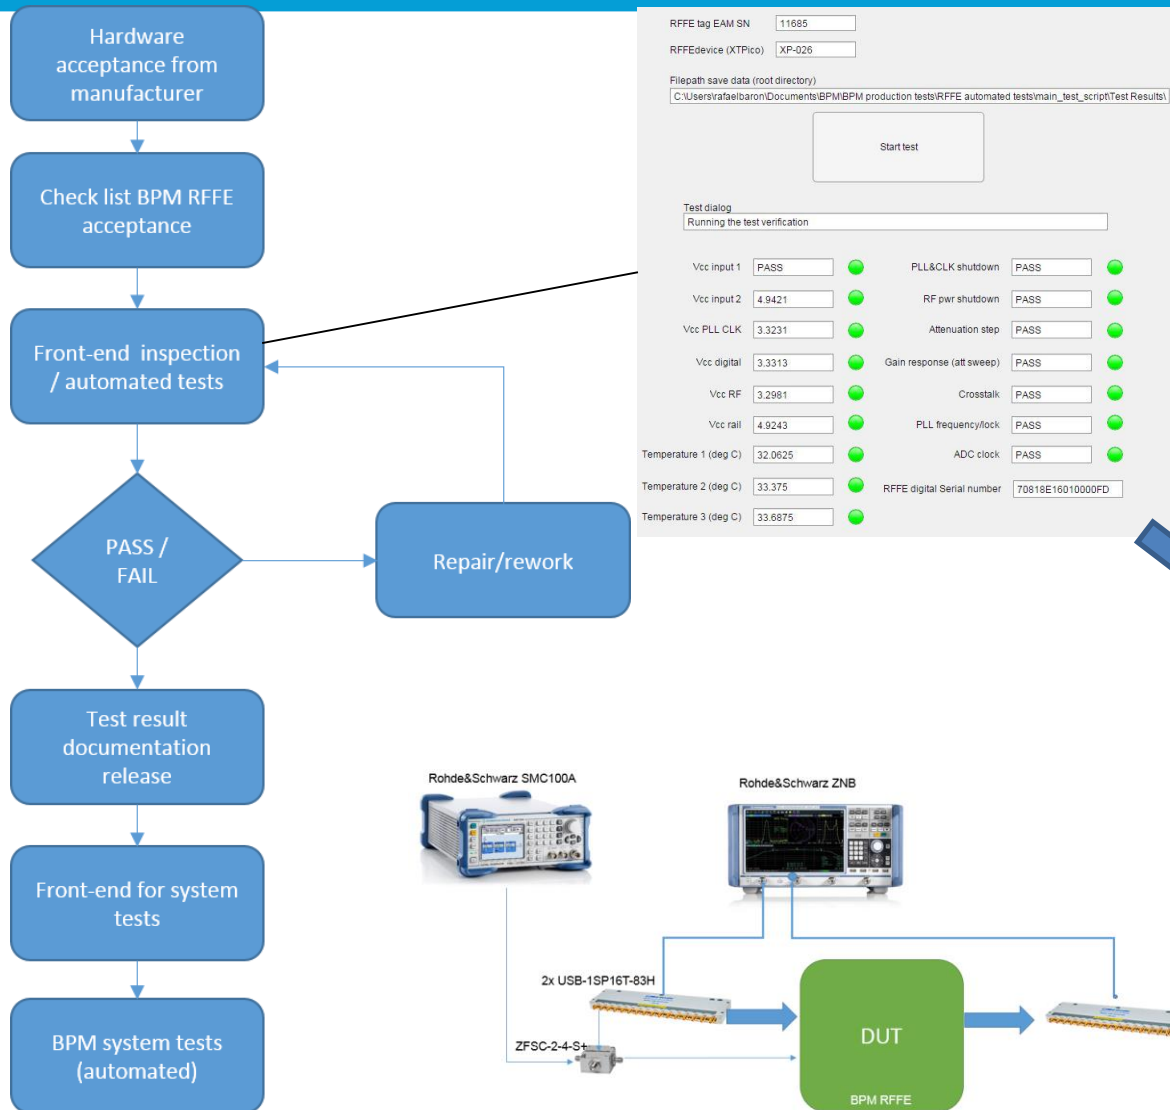 Hardware
acceptance from
manufacturer
Check list BPM RFFE
acceptance
Front-end inspection
/ automated tests
PASS /
FAIL
Repair/rework
Test result
documentation
release
Front-end for system
tests
BPM system tests
(automated)
RFFE tag EAM SN 11685
RFFEdevice (XTPico) XP-026
Filepath save data (root directory)
C:\Users\rafaelbaron\Documents\BPM\BPM production tests\RFFE automated tests\main_test_script\Test Results\
Start test
Test dialog
Running the test verification
Vcc input 1 PASS PLL&CLK shutdown PASS
Vcc input 2 4.9421 RF pwr shutdown PASS
Vcc PLL CLK 3.3231 Attenuation step PASS
Vcc digital 3.3313 Gain response (att sweep) PASS
Vcc RF 3.2981 Crosstalk PASS
Vcc rail 4.9243 PLL frequency/lock PASS
Temperature 1 (deg C) 32.0625 ADC clock PASS
Temperature 2 (deg C) 33.375 RFFE digital Serial number 70818E16010000FD
Temperature 3 (deg C) 33.6875
Rohde&Schwarz SMC100A
Rohde&Schwarz ZNB
2x USB-1SP16T-83H
ZFSC-2-4-S+
DUT
BPM RFFE